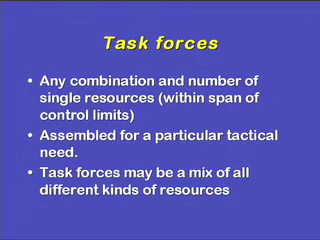 Task forces
• Any combination and number of
single resources (within span of
control limits)
• Assembled for a particular tactical
need.
• Task forces may be a mix of all
different kinds of resources